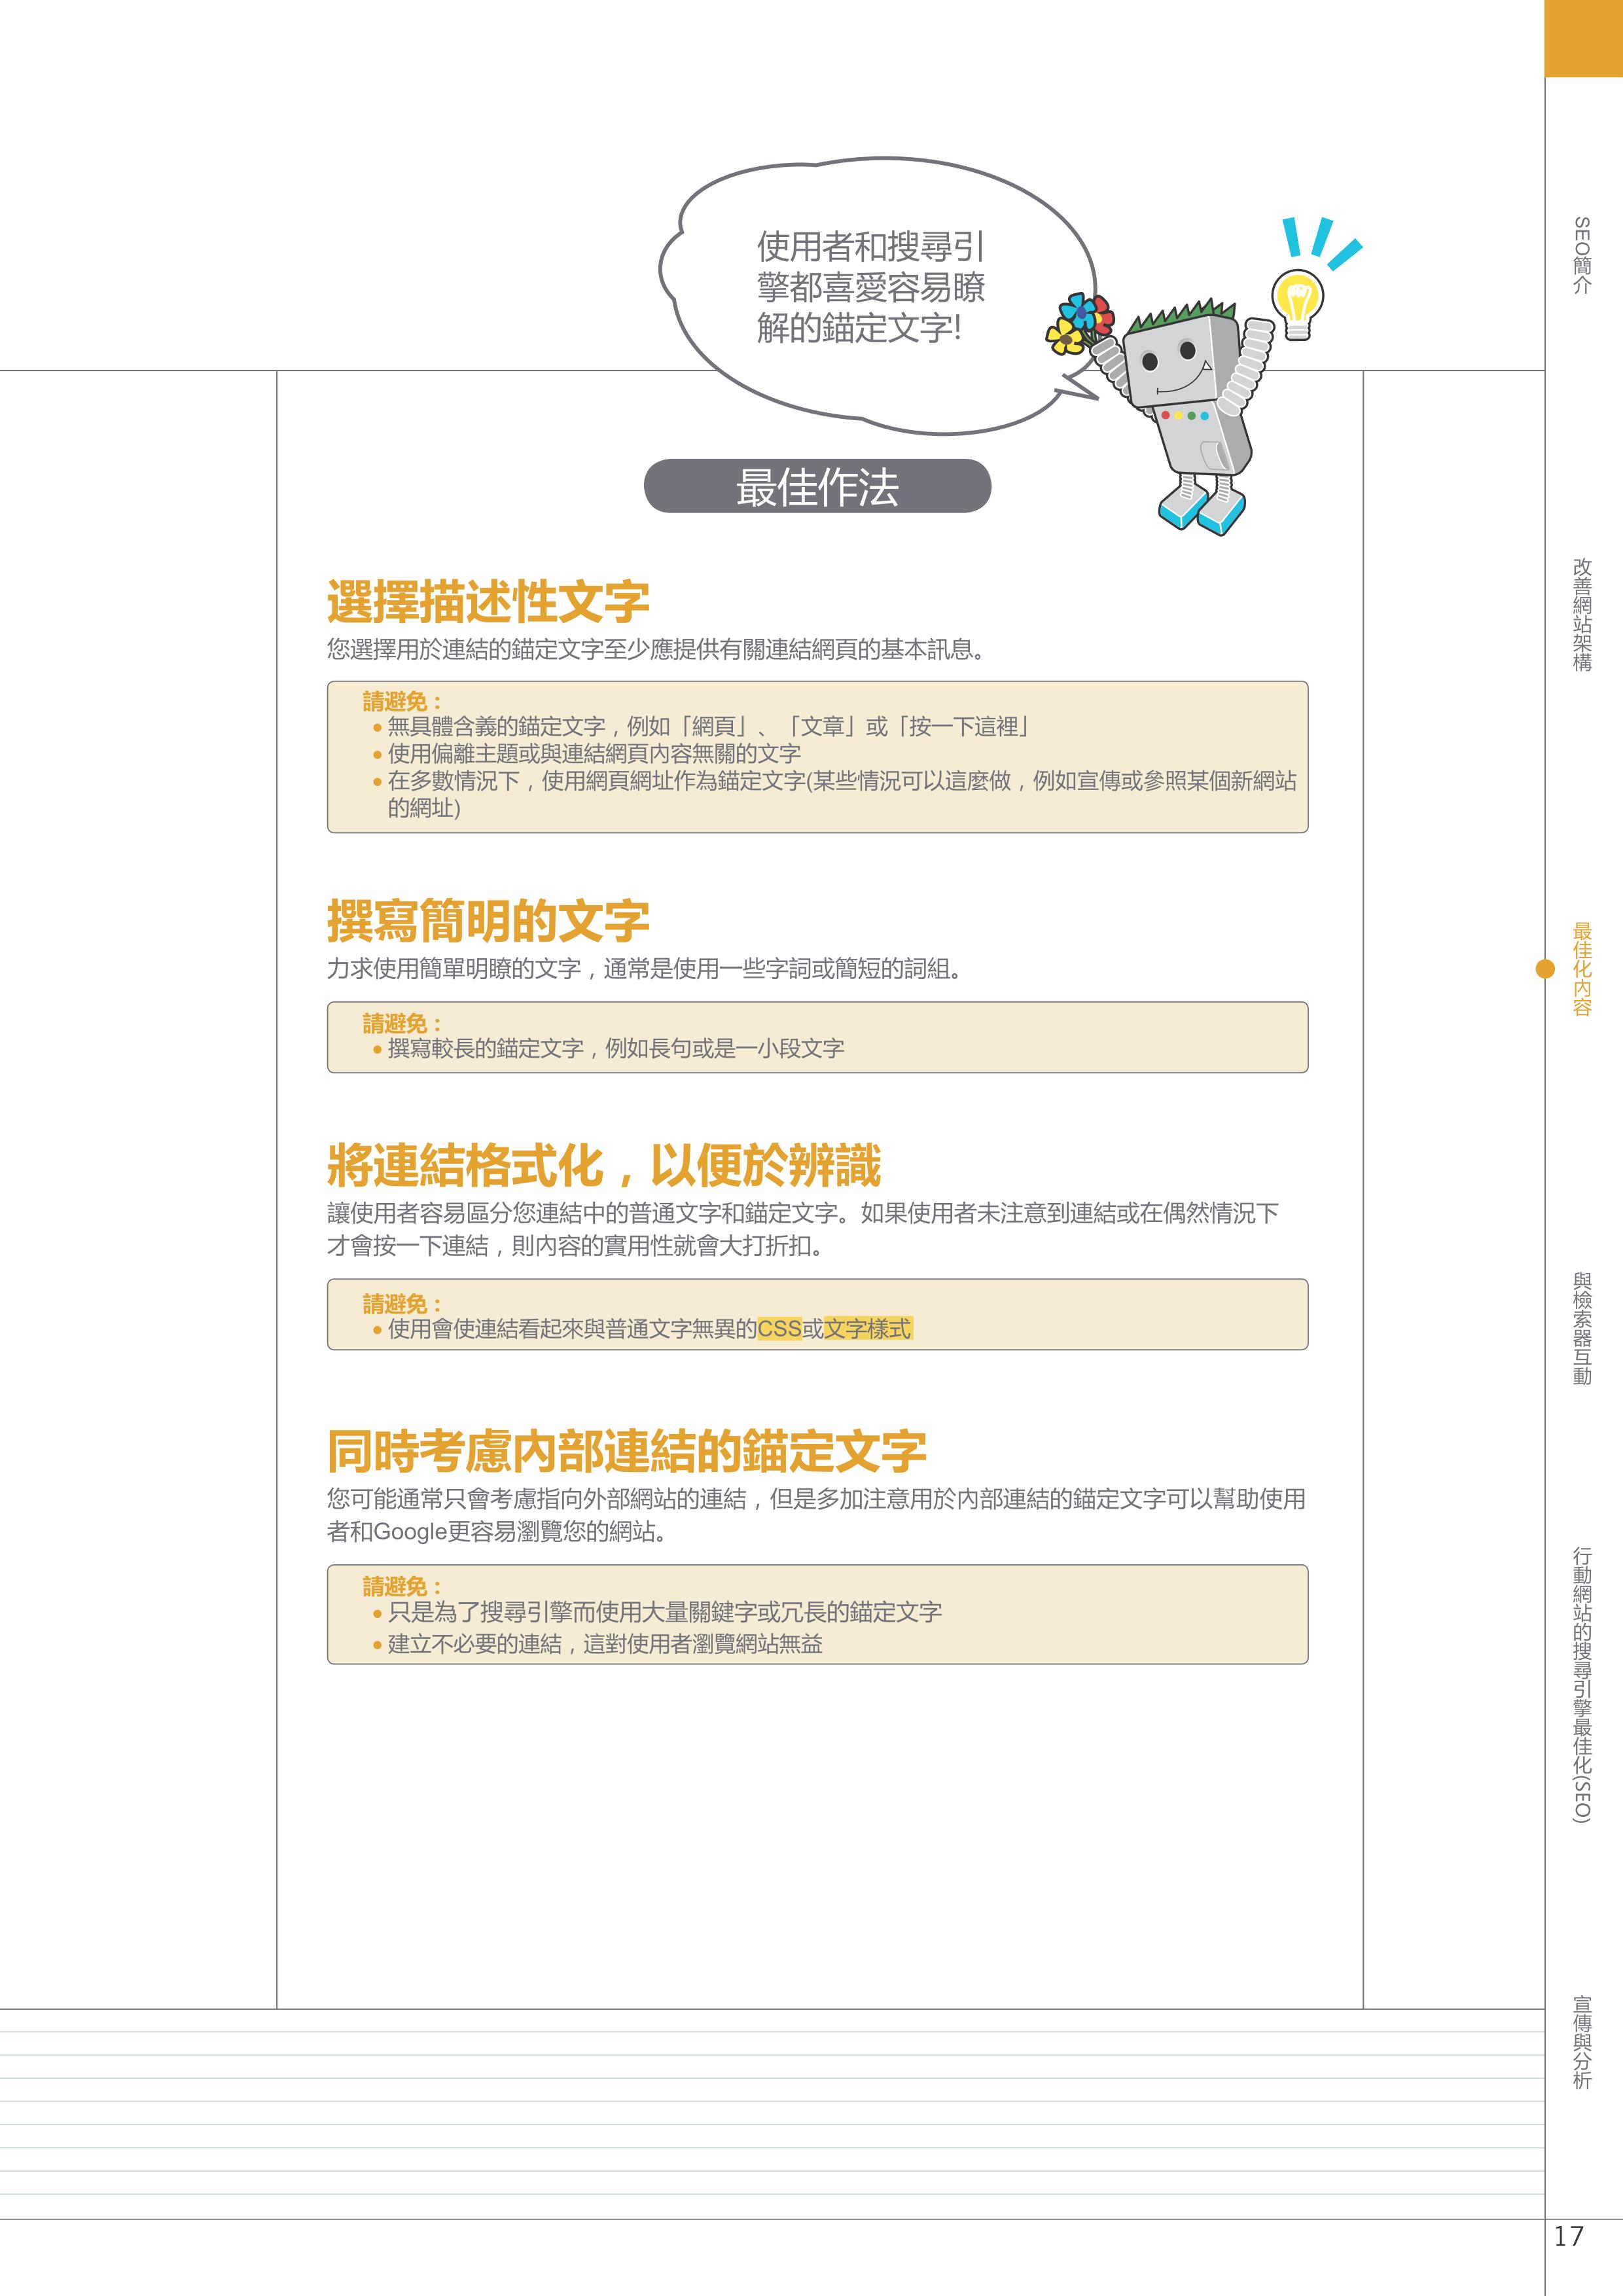 使用者和搜尋引
擎都喜愛容易瞭
解的錨定文字!
最佳作法
選擇描述性文字
您選擇用於連結的錨定文字至少應提供有關連結網頁的基本訊息。
請避免：
●無具體含義的錨定文字，例如「網頁」、「文章」或「按一下這裡」
●使用偏離主題或與連結網頁內容無關的文字
●在多數情況下，使用網頁網址作為錨定文字(某些情況可以這麼做，例如宣傳或參照某個新網站
的網址)
撰寫簡明的文字
力求使用簡單明瞭的文字，通常是使用一些字詞或簡短的詞組。
請避免：
●撰寫較長的錨定文字，例如長句或是一小段文字
將連結格式化，以便於辨識
讓使用者容易區分您連結中的普通文字和錨定文字。如果使用者未注意到連結或在偶然情況下
才會按一下連結，則內容的實用性就會大打折扣。
請避免：
●使用會使連結看起來與普通文字無異的CSS或文字樣式
同時考慮內部連結的錨定文字
您可能通常只會考慮指向外部網站的連結，但是多加注意用於內部連結的錨定文字可以幫助使用
者和Google更容易瀏覽您的網站。
請避免：
●只是為了搜尋引擎而使用大量關鍵字或冗長的錨定文字
●建立不必要的連結，這對使用者瀏覽網站無益
SEO簡介
改善網站架構
最佳化內容
與檢索器互動
行動網站的搜尋引擎最佳化(SEO)
宣傳與分析
17